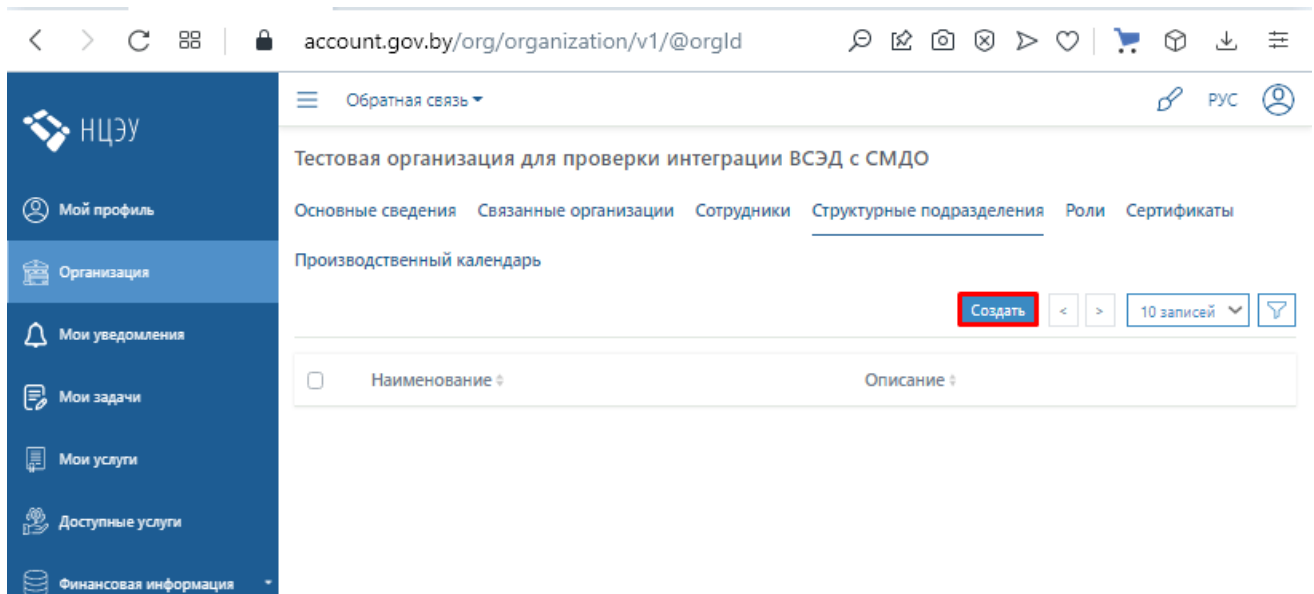 account.gov.by/org/organization/v1/@orgId
НЦЭУ
Обратная связь
РУС
Тестовая организация для проверки интеграции ВСЭД с СМДО
Основные сведения Связанные организации Сотрудники Структурные подразделения Роли Сертификаты
Производственный календарь
Создать < > 10 записей
Наименование Описание
Мой профиль
Организация
Мои уведомления
Мои задачи
Мои услуги
Доступные услуги
Финансовая информация